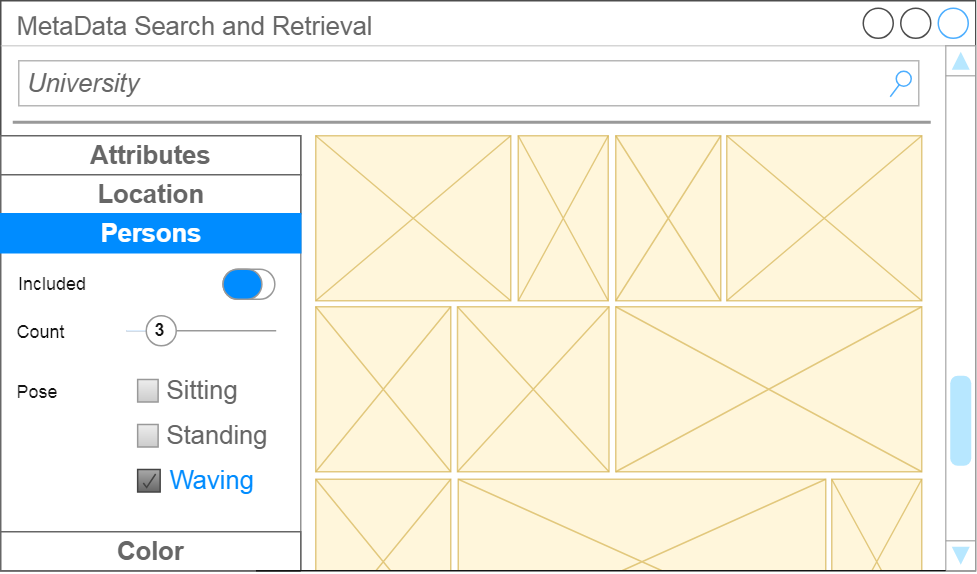 MetaData Search and Retrieval
University
Attributes
Location
Persons
Included
Count 3
Pose
Sitting
Standing
Waving
Color